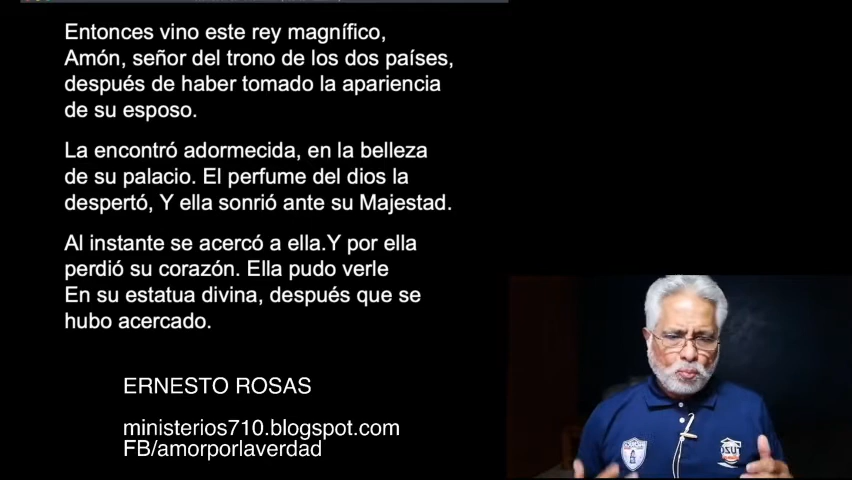 Entonces vino este rey magnífico,
Amón, señor del trono de los dos países,
después de haber tomado la apariencia
de su esposo.
La encontró adormecida, en la belleza
de su palacio. El perfume del dios la
despertó, Y ella sonrió ante su Majestad.
Al instante se acercó a ella.Y por ella
perdió su corazón. Ella pudo verle
En su estatua divina, después que se
hubo acercado.
ERNESTO ROSAS
ministerios710.blogspot.com
FB/amorporlaverdad